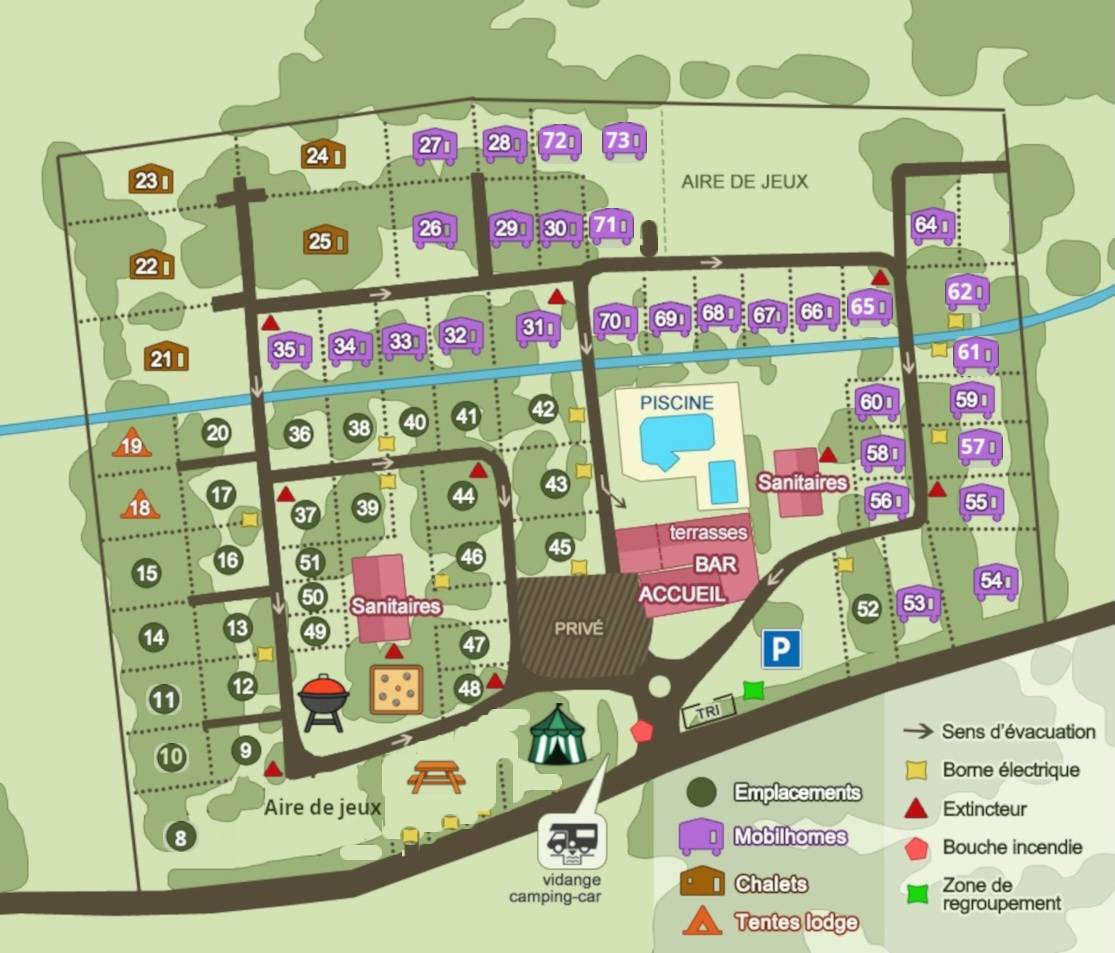 24
27
28
72
73
23
AIRE DE JEUX
25
26
29
30
71
64
22
62
35
34
33
32
31
70
69
68
67
66
65
21
61
PISCINE
60
59
19
20
36
38
40
41
42
58
57
Sanitaires
18
17
37
39
44
43
56
55
terrasses
15
16
51
46
45
BAR
50
Sanitaires
ACCUEIL
54
52
53
14
13
49
47
PRIVÉ
P
11
12
48
TRI
10
9
Aire de jeux
8
vidange
camping-car
Emplacements
Mobilhomes
Chalets
Tentes lodge
Sens d'évacuation
Borne électrique
Extincteur
Bouche incendie
Zone de
regroupement